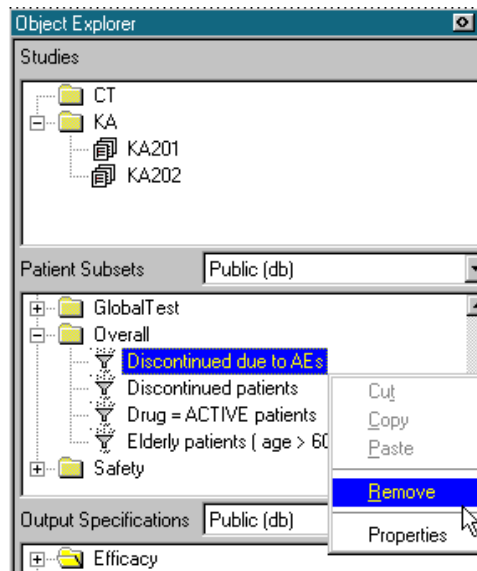 Object Explorer
Studies
CT
KA
KA201
KA202
Patient Subsets Public (db)
GlobalTest
Overall
Discontinued due to AEs
Discontinued patients
Drug = ACTIVE patients
Elderly patients ( age > 60
Safety
Cut
Copy
Paste
Remove
Properties
Output Specifications Public (db)
Efficacy